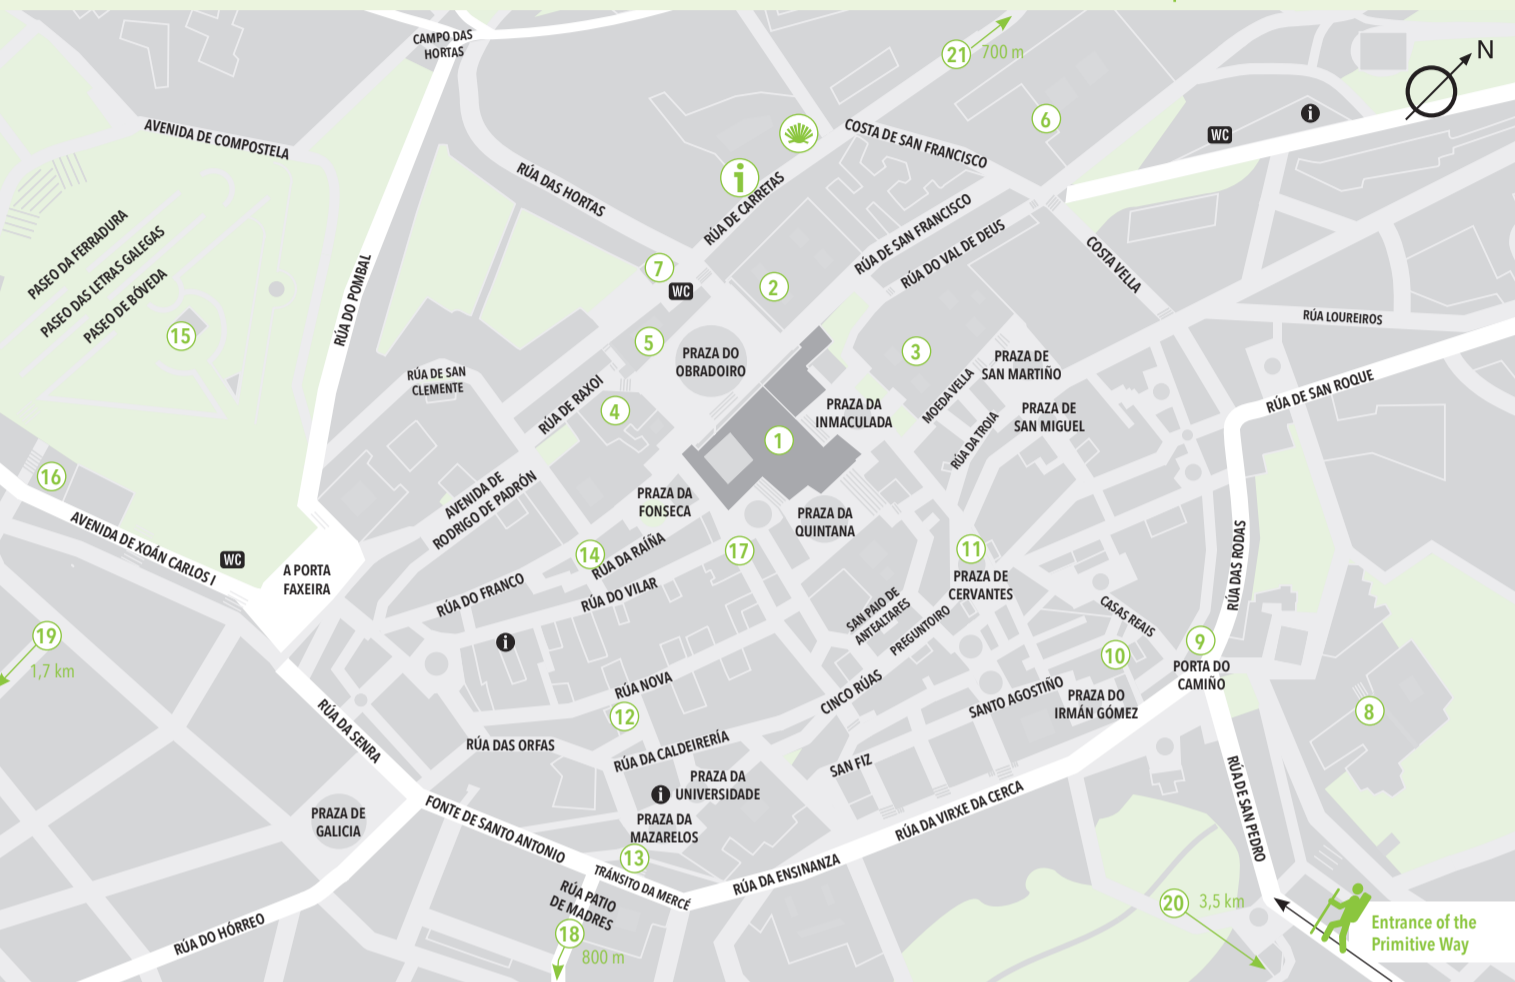 CAMPO DAS
HORTAS
21
700 m
N
6
WC
i
AVENIDA DE COMPOSTELA
COSTA DE SAN FRANCISCO
i
RÚA DAS HORTAS
RÚA DE CARRETAS
RÚA DE SAN FRANCISCO
RÚA DO VAL DE DEUS
COSTA VELLA
PASEO DA FERRADURA
PASEO DAS LETRAS GALEGAS
PASEO DE BÓVEDA
15
RÚA DO POMBAL
7
WC
2
5
PRAZA DO
OBRADOIRO
3
RÚA LOUREIROS
PRAZA DE
SAN MARTIÑO
RÚA DE SAN
CLEMENTE
RÚA DE RAXOI
4
PRAZA DA
INMACULADA
MOEDA VELLA
RÚA DA TROIA
PRAZA DE
SAN MIGUEL
RÚA DE SAN ROQUE
1
16
AVENIDA DE
RODRIGO DE PADRÓN
PRAZA DA
FONSECA
PRAZA DA
QUINTANA
AVENIDA DE XOÁN CARLOS I
WC
A PORTA
FAXEIRA
14
RÚA DA RAÍÑA
17
11
PRAZA DE
CERVANTES
RÚA DAS RODAS
RÚA DO FRANCO
RÚA DO VILAR
SAN PAIO DE
ANTEALTARES
PREGUNTOIRO
CASAS REAIS
19
1,7 km
i
10
9
PORTA DO
CAMIÑO
RÚA NOVA
12
CINCO RÚAS
SANTO AGOSTIÑO
PRAZA DO
IRMÁN GÓMEZ
8
RÚA DA SENRA
RÚA DAS ORFAS
RÚA DA CALDEIRERÍA
SAN FIZ
PRAZA DE
GALICIA
i
PRAZA DA
UNIVERSIDADE
PRAZA DA
MAZARELOS
RÚA DE SAN PEDRO
FONTE DE SANTO ANTONIO
13
TRÁNSITO DA MERCÉ
RÚA DA ENSINANZA
RÚA DA VIRXE DA CERCA
RÚA PATIO
DE MADRES
18
800 m
RÚA DO HÓRREO
20
3,5 km
Entrance of the
Primitive Way